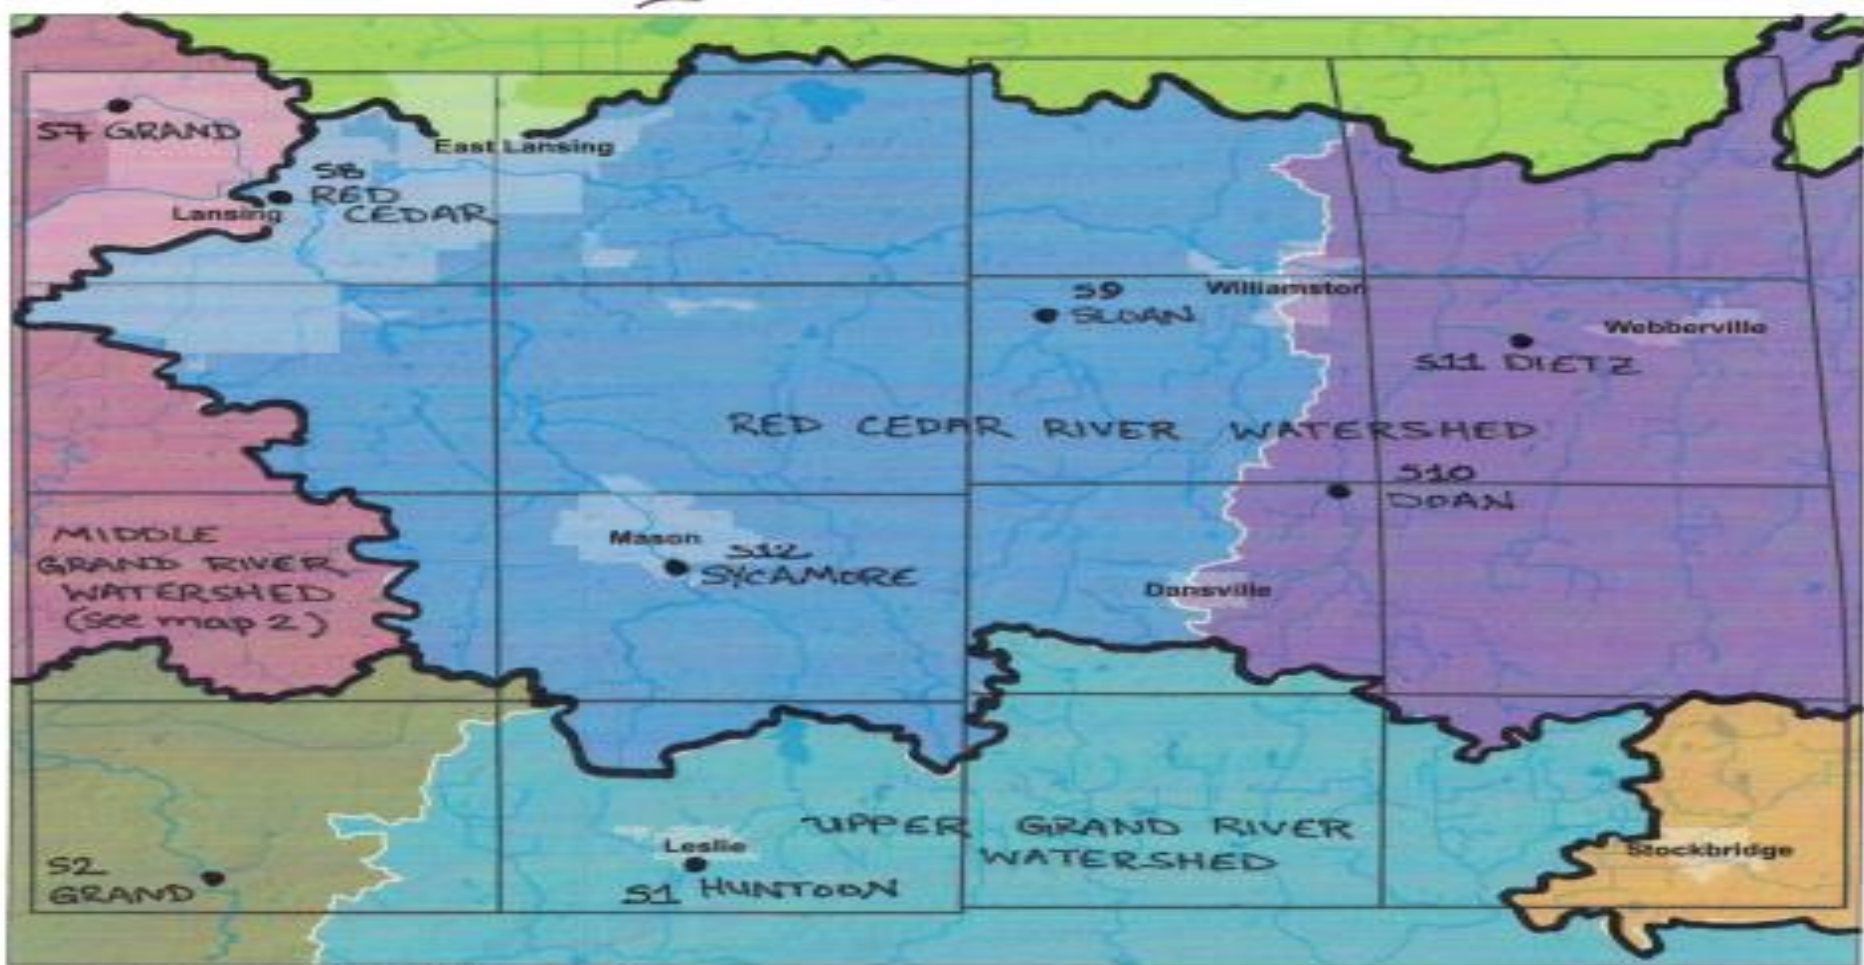 S7 GRAND
East Lansing
S8
RED
CEDAR
Lansing
S9
SLOAN
Williamston
Webberville
S11 DIETZ
RED CEDAR RIVER WATERSHED
S10
DOAN
MIDDLE
GRAND RIVER
WATERSHED
(see map 2)
Mason
S12
SYCAMORE
Dansville
UPPER GRAND RIVER
WATERSHED
Leslie
S1 HUNTOON
S2
GRAND
Stockbridge